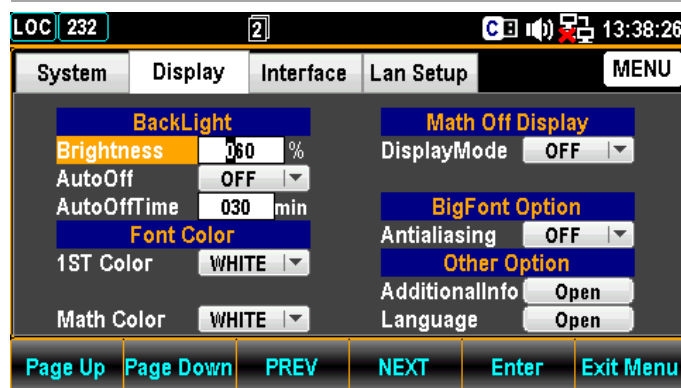 LOC 232 2 C 13:38:26
System Display Interface Lan Setup MENU
BackLight
Brightness 060 %
AutoOff OFF
AutoOffTime 030 min
Font Color
1ST Color WHITE
Math Color WHITE
Math Off Display
DisplayMode OFF
BigFont Option
Antialiasing OFF
Other Option
AdditionalInfo Open
Language Open
Page Up Page Down PREV NEXT Enter Exit Menu